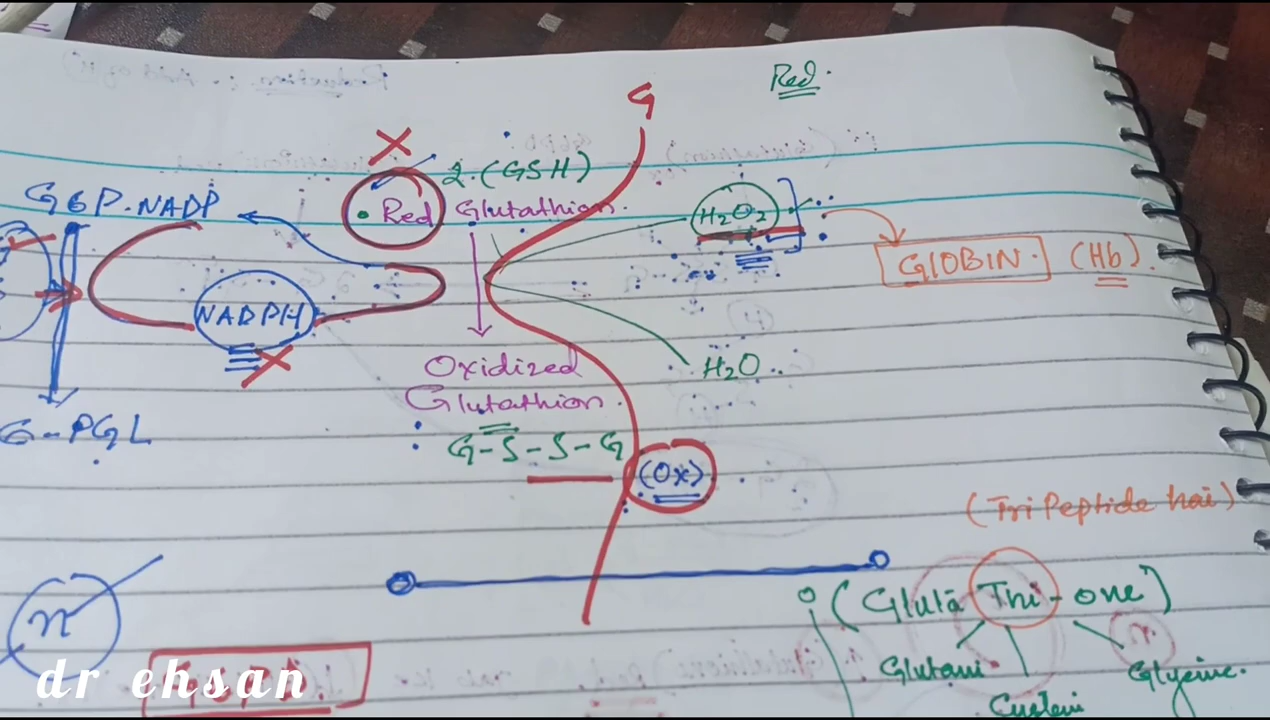 G
Red.
2.(GSH)
G6P.NADP
Red Glutathion.
H2O2
GlOBIN. (Hb).
NADPH
Oxidized
Glutathion.
H2O
6-PGL
G-S-S-G
(Ox)
(Tri Peptide hai)
(Gluta Thi-one)
n
Glutami
Glycine.
Cysteni
dr ehsan